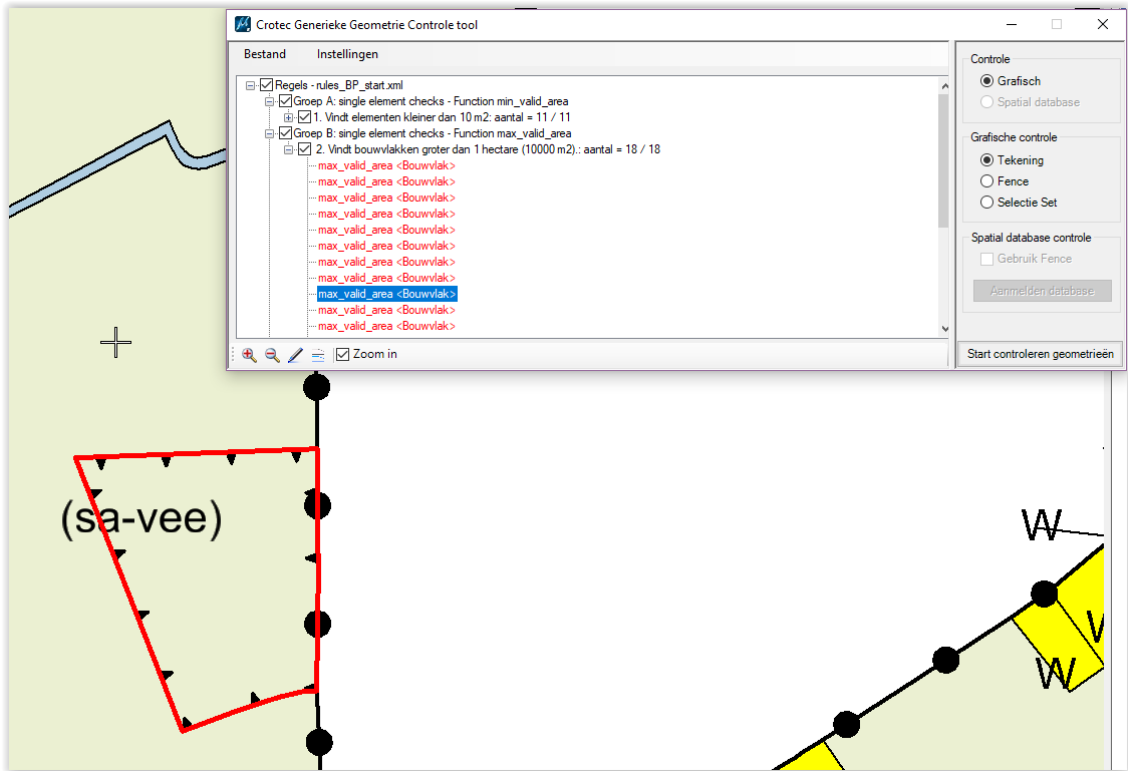 Crotec Generieke Geometrie Controle tool
Bestand Instellingen
Regels - rules_BP_start.xml
Groep A: single element checks - Function min_valid_area
1. Vindt elementen kleiner dan 10 m2: aantal = 11 / 11
Groep B: single element checks - Function max_valid_area
2. Vindt bouwvlakken groter dan 1 hectare (10000 m2).: aantal = 18 / 18
max_valid_area <Bouwvlak>
max_valid_area <Bouwvlak>
max_valid_area <Bouwvlak>
max_valid_area <Bouwvlak>
max_valid_area <Bouwvlak>
max_valid_area <Bouwvlak>
max_valid_area <Bouwvlak>
max_valid_area <Bouwvlak>
max_valid_area <Bouwvlak>
max_valid_area <Bouwvlak>
max_valid_area <Bouwvlak>
Zoom in
Controle
Grafisch
Spatial database
Grafische controle
Tekening
Fence
Selectie Set
Spatial database controle
Gebruik Fence
Aanmelden database
Start controleren geometrieën
(sa-vee)
W
W